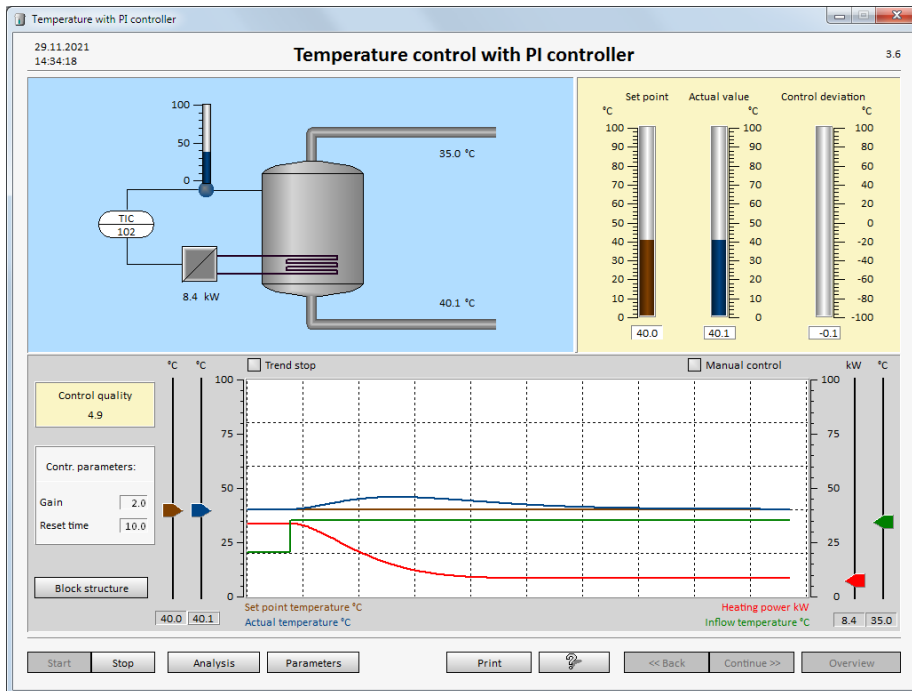 Temperature with PI controller
29.11.2021
14:34:18
Temperature control with PI controller
3.6
100
50
0
TIC
102
8.4 kW
35.0 °C
40.1 °C
Set point
Actual value
Control deviation
°C
°C
°C
100
90
80
70
60
50
40
30
20
10
0
100
90
80
70
60
50
40
30
20
10
0
100
80
60
40
20
0
-20
-40
-60
-80
-100
40.0
40.1
-0.1
Control quality
4.9
Contr. parameters:
Gain 2.0
Reset time 10.0
Block structure
°C °C
Trend stop
Manual control
kW °C
100
75
50
25
0
100
75
50
25
0
40.0 40.1
Set point temperature °C
Actual temperature °C
Heating power kW
Inflow temperature °C
8.4 35.0
Start Stop Analysis Parameters Print ? << Back Continue >> Overview